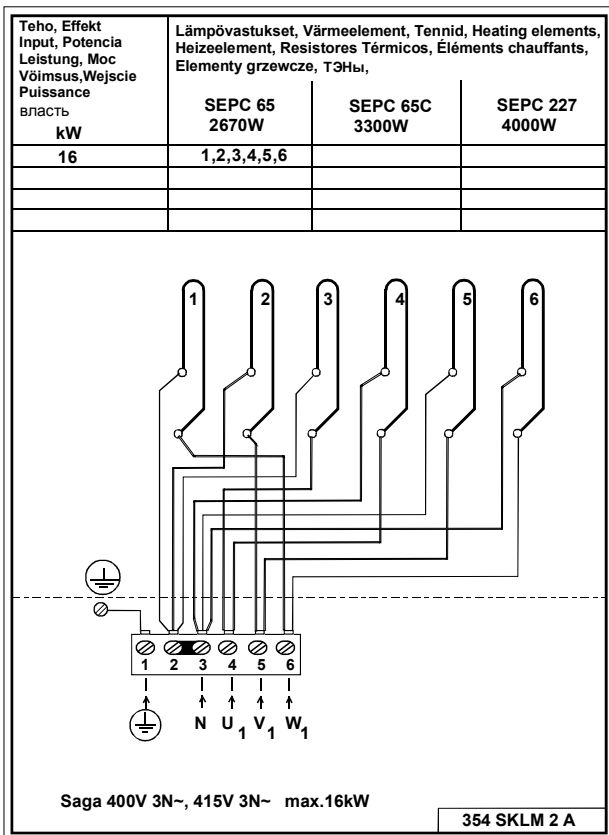 Teho, Effekt
Input, Potencia
Leistung, Moc
Vöimsus,Wejscie
Puissance
власть
kW
Lämpövastukset, Värmeelement, Tennid, Heating elements,
Heizeelement, Resistores Térmicos, Éléments chauffants,
Elementy grzewcze, ТЭНы,
SEPC 65 SEPC 65C SEPC 227
2670W 3300W 4000W
16 1,2,3,4,5,6
1 2 3 4 5 6
1 2 3 4 5 6
N U1 V1 W1
Saga 400V 3N~, 415V 3N~ max.16kW
354 SKLM 2 A